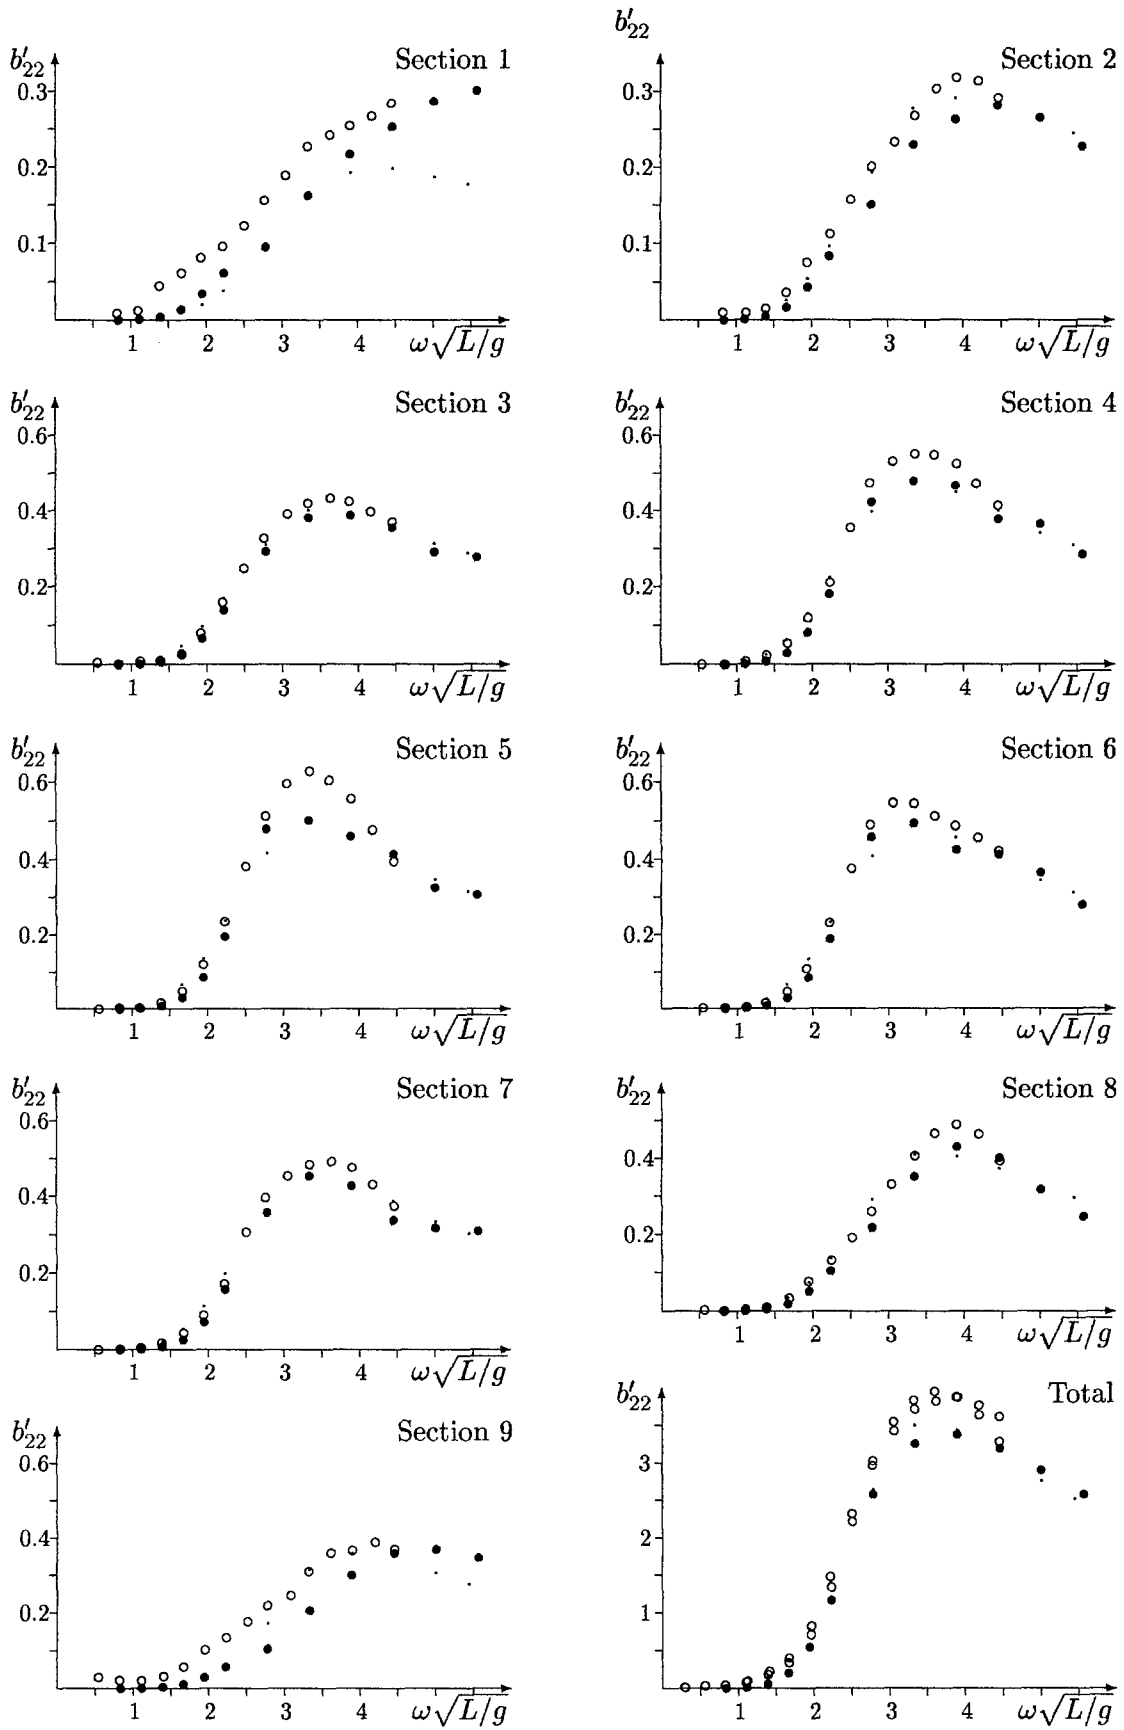 b′₂₂ Section 1
0.3
0.2
0.1
1 2 3 4 ω√L/g
b′₂₂
Section 2
0.3
0.2
0.1
1 2 3 4 ω√L/g
b′₂₂ Section 3
0.6
0.4
0.2
1 2 3 4 ω√L/g
b′₂₂ Section 4
0.6
0.4
0.2
1 2 3 4 ω√L/g
b′₂₂ Section 5
0.6
0.4
0.2
1 2 3 4 ω√L/g
b′₂₂ Section 6
0.6
0.4
0.2
1 2 3 4 ω√L/g
b′₂₂ Section 7
0.6
0.4
0.2
1 2 3 4 ω√L/g
b′₂₂ Section 8
0.4
0.2
1 2 3 4 ω√L/g
b′₂₂ Section 9
0.6
0.4
0.2
1 2 3 4 ω√L/g
b′₂₂ Total
3
2
1
1 2 3 4 ω√L/g